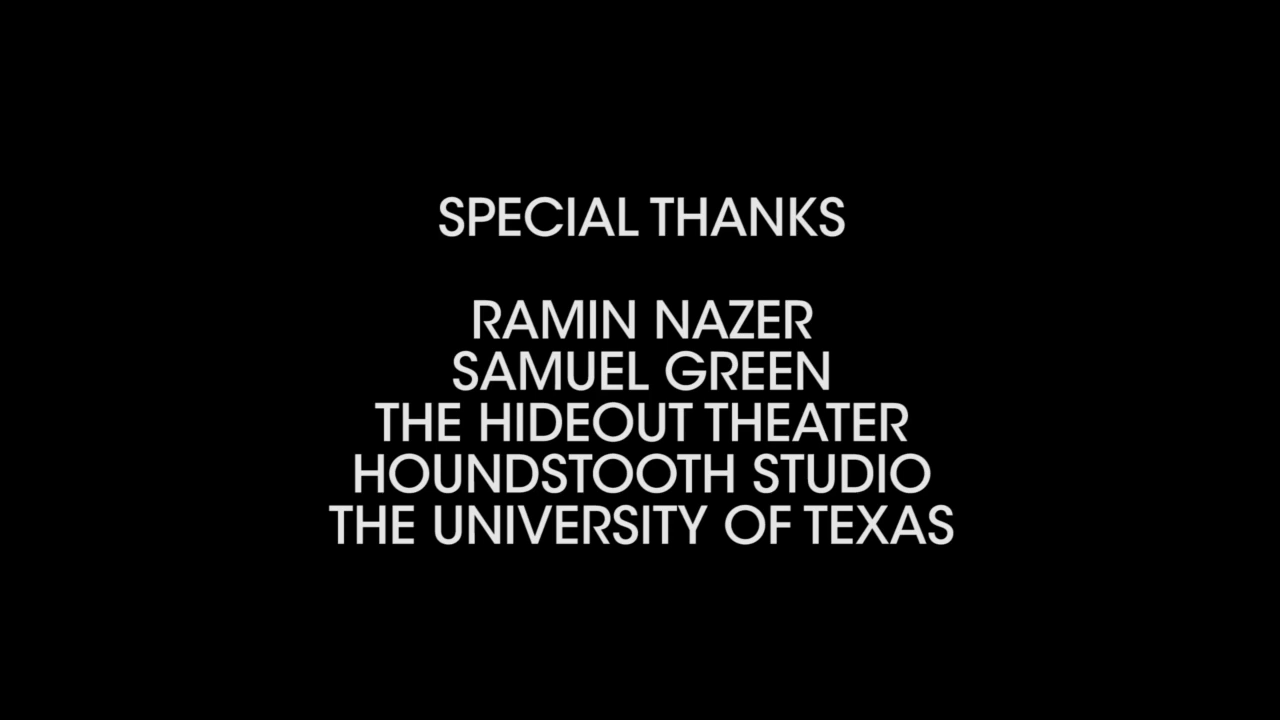 SPECIAL THANKS
RAMIN NAZER
SAMUEL GREEN
THE HIDEOUT THEATER
HOUNDSTOOTH STUDIO
THE UNIVERSITY OF TEXAS